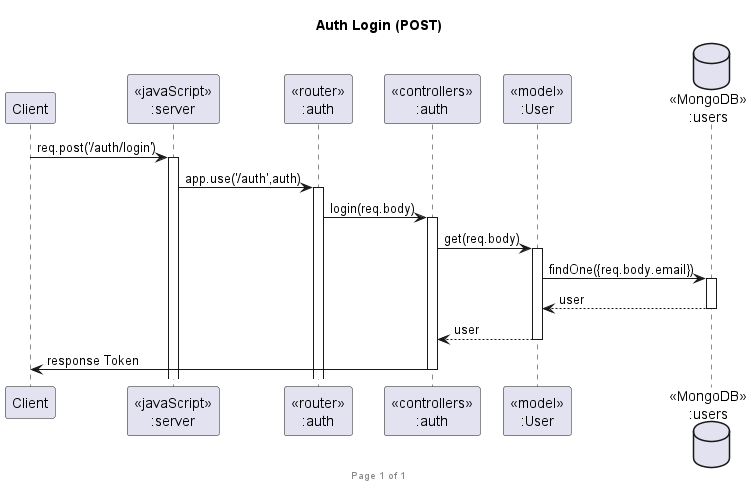 Auth Login (POST)
Client
«javaScript»
:server
«router»
:auth
«controllers»
:auth
«model»
:User
«MongoDB»
:users
req.post('/auth/login')
app.use('/auth',auth)
login(req.body)
get(req.body)
findOne({req.body.email})
user
user
response Token
Client
«javaScript»
:server
«router»
:auth
«controllers»
:auth
«model»
:User
«MongoDB»
:users
Page 1 of 1